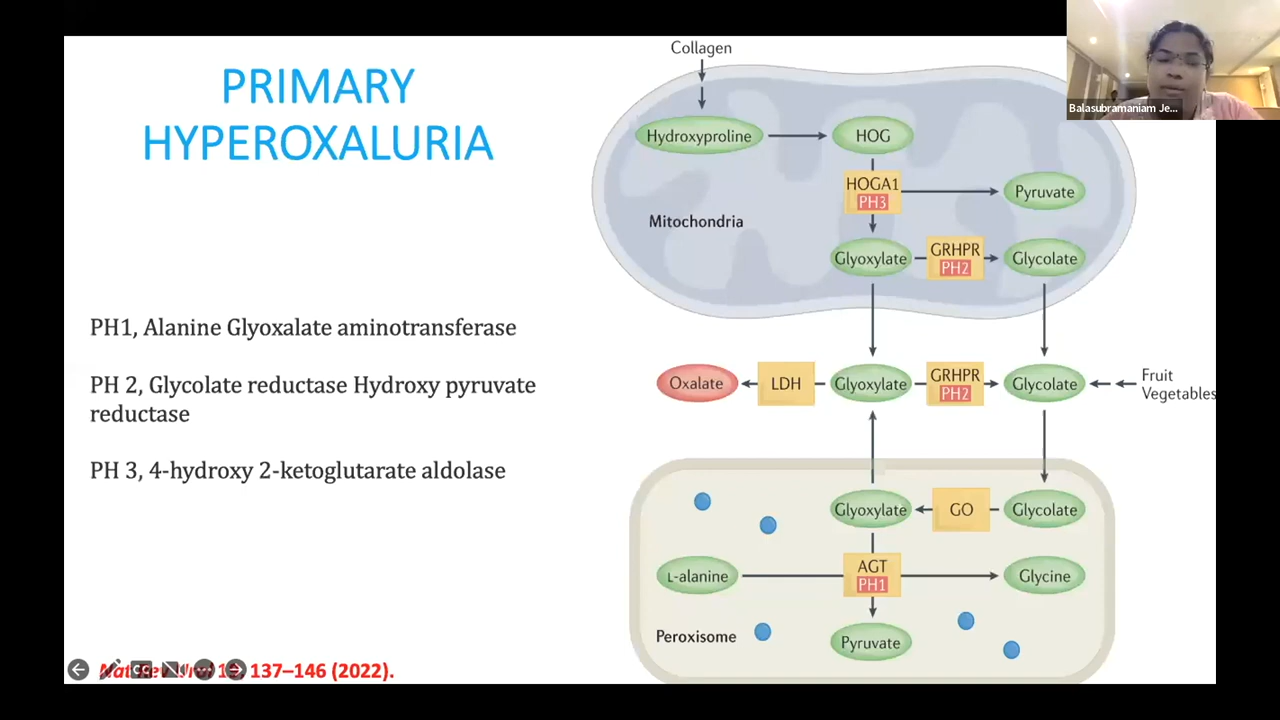 PRIMARY
HYPEROXALURIA
PH1, Alanine Glyoxalate aminotransferase
PH 2, Glycolate reductase Hydroxy pyruvate
reductase
PH 3, 4-hydroxy 2-ketoglutarate aldolase
137–146 (2022).
Collagen
Hydroxyproline
HOG
HOGA1
PH3
Pyruvate
Mitochondria
Glyoxylate
GRHPR
PH2
Glycolate
Oxalate
LDH
Glyoxylate
GRHPR
PH2
Glycolate
Fruit
Vegetables
Glyoxylate
GO
Glycolate
L-alanine
AGT
PH1
Glycine
Peroxisome
Pyruvate
Balasubramaniam Je...